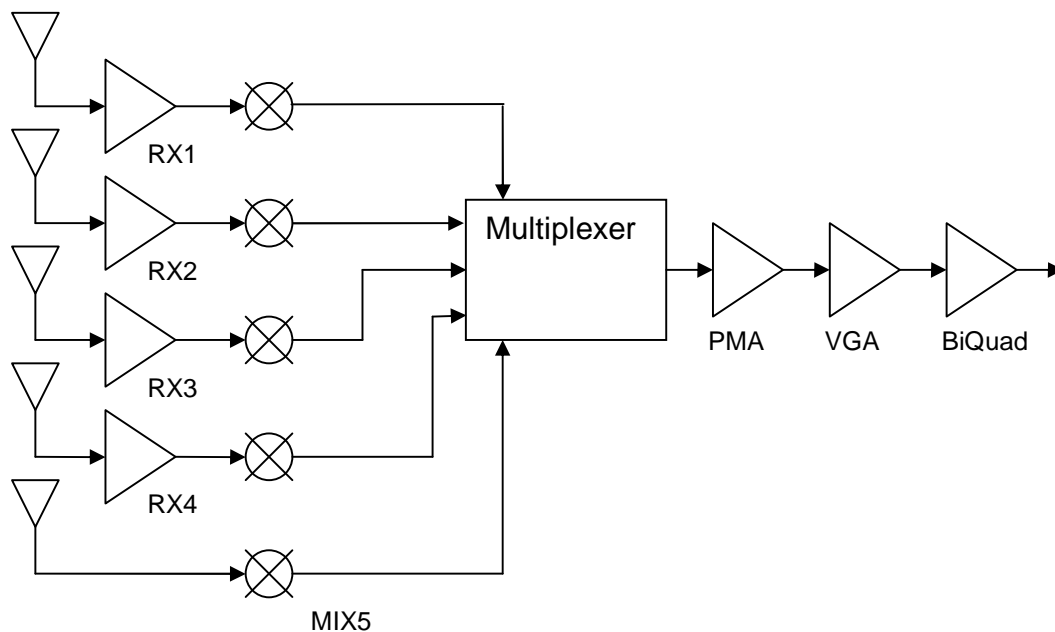 RX1
RX2
Multiplexer
RX3
PMA
VGA
BiQuad
RX4
MIX5